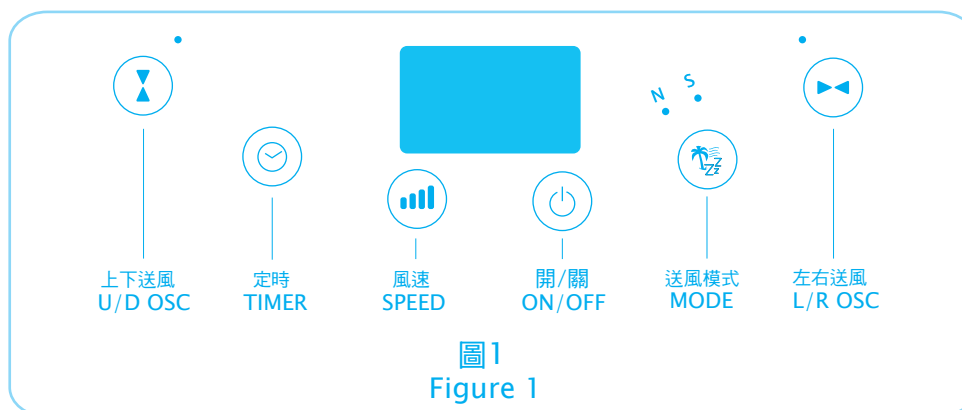 N S
上下送風
U/D OSC
定時
TIMER
風速
SPEED
開/關
ON/OFF
送風模式
MODE
左右送風
L/R OSC
圖1
Figure 1